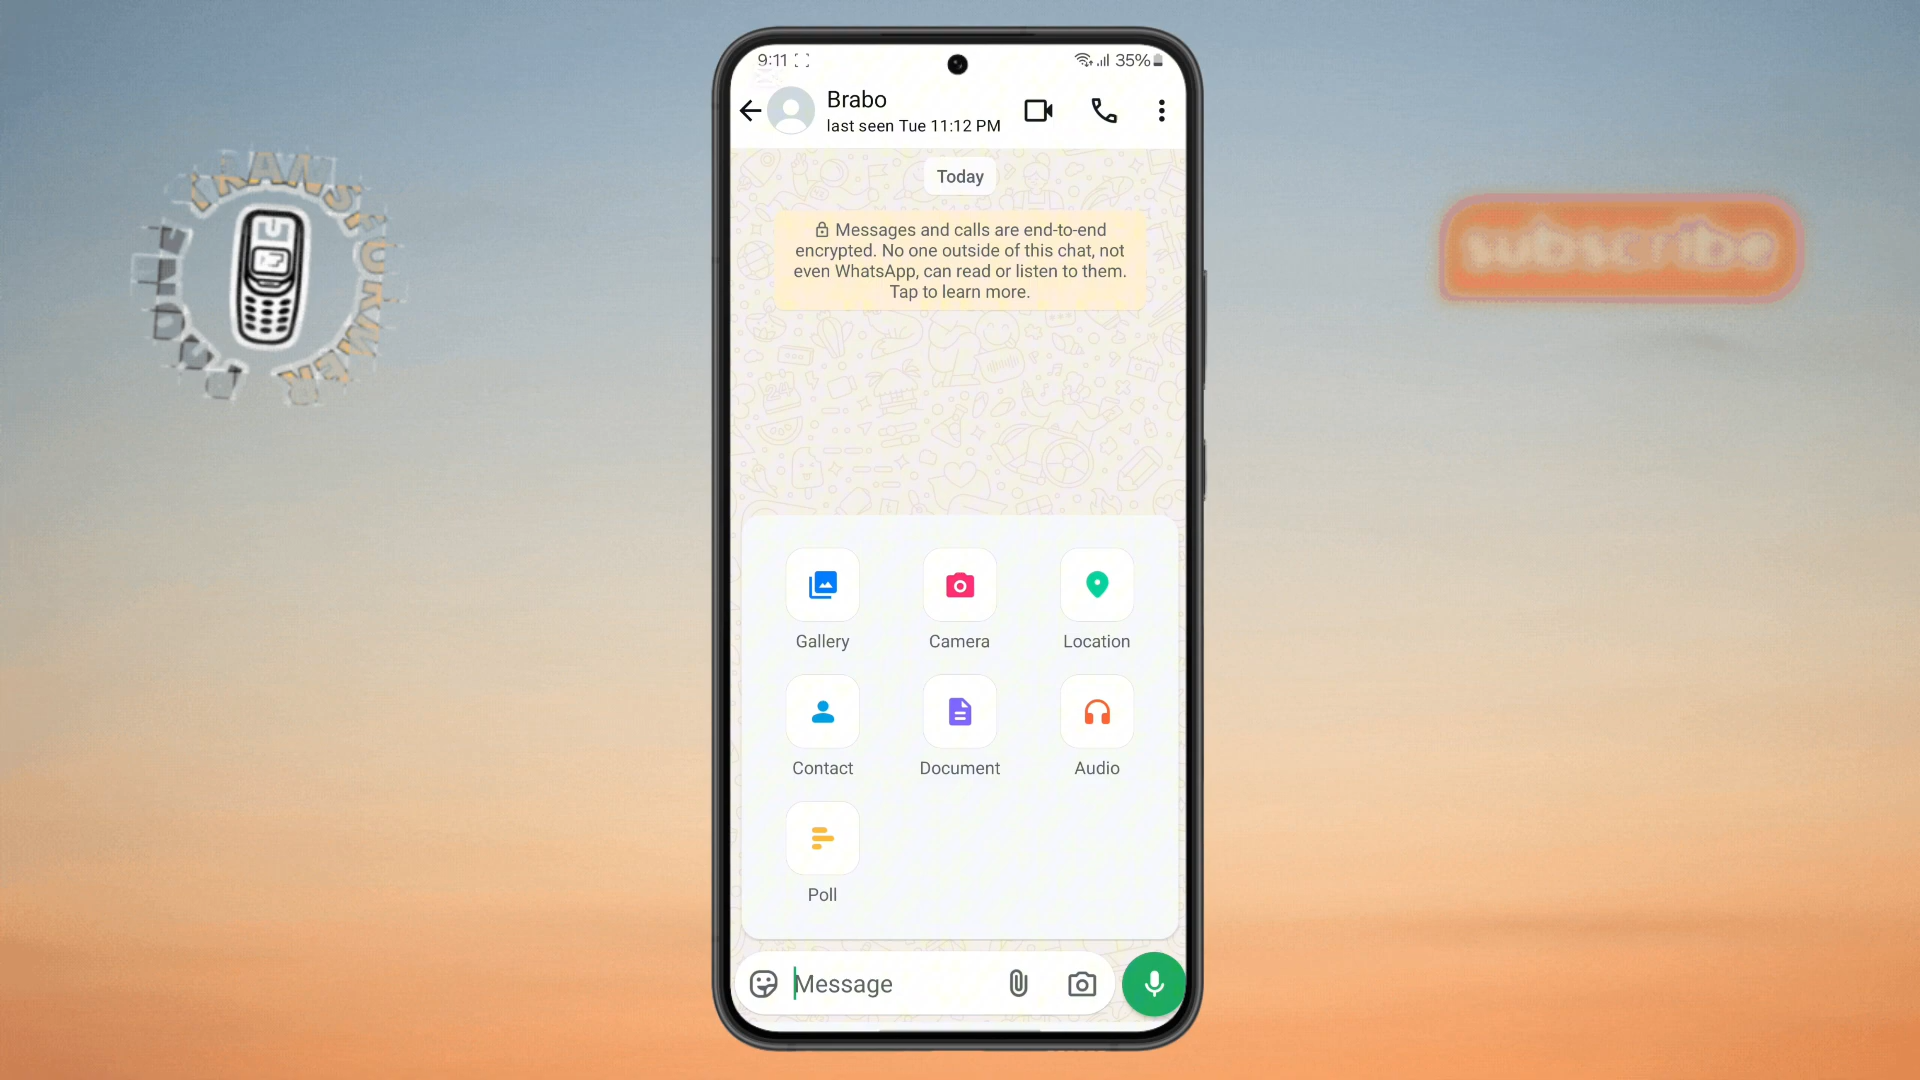 9:11
35%
Brabo
last seen Tue 11:12 PM
Today
Messages and calls are end-to-end
encrypted. No one outside of this chat, not
even WhatsApp, can read or listen to them.
Tap to learn more.
Gallery
Camera
Location
Contact
Document
Audio
Poll
Message
subscribe